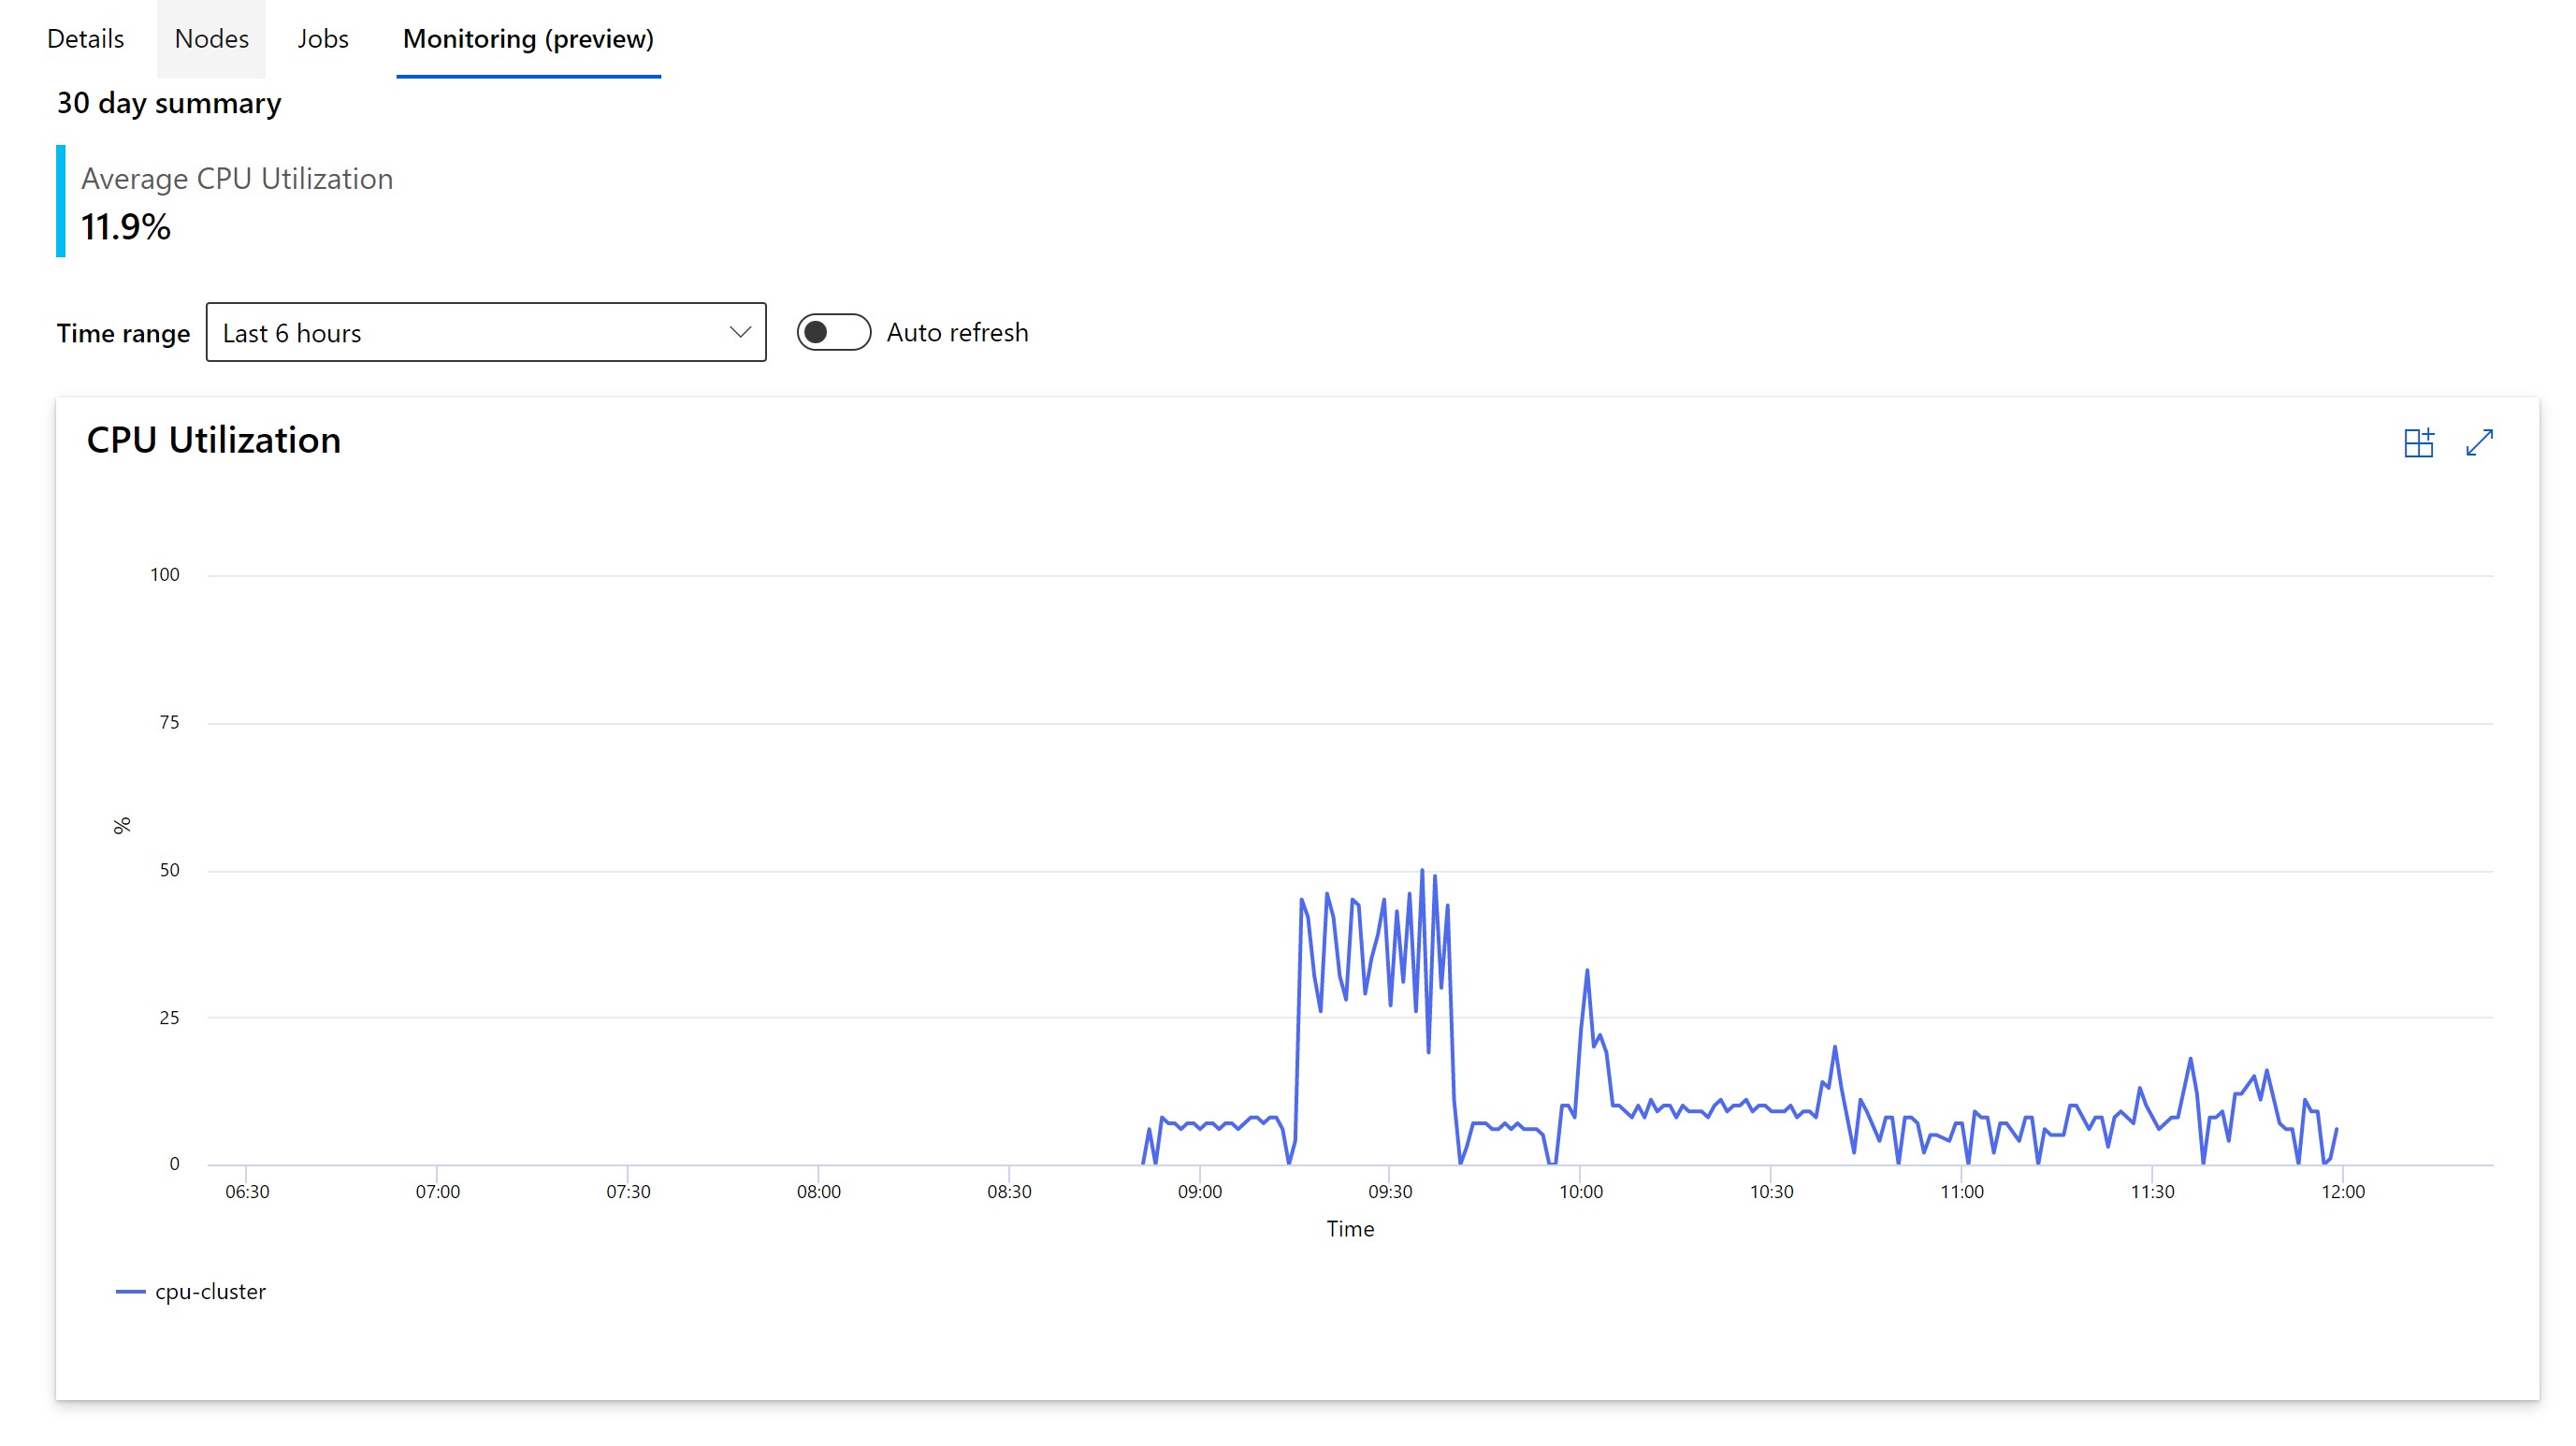 Details Nodes Jobs Monitoring (preview)
30 day summary
Average CPU Utilization
11.9%
Time range Last 6 hours Auto refresh
CPU Utilization
100
75
%
50
25
0
06:30 07:00 07:30 08:00 08:30 09:00 09:30 10:00 10:30 11:00 11:30 12:00
Time
cpu-cluster